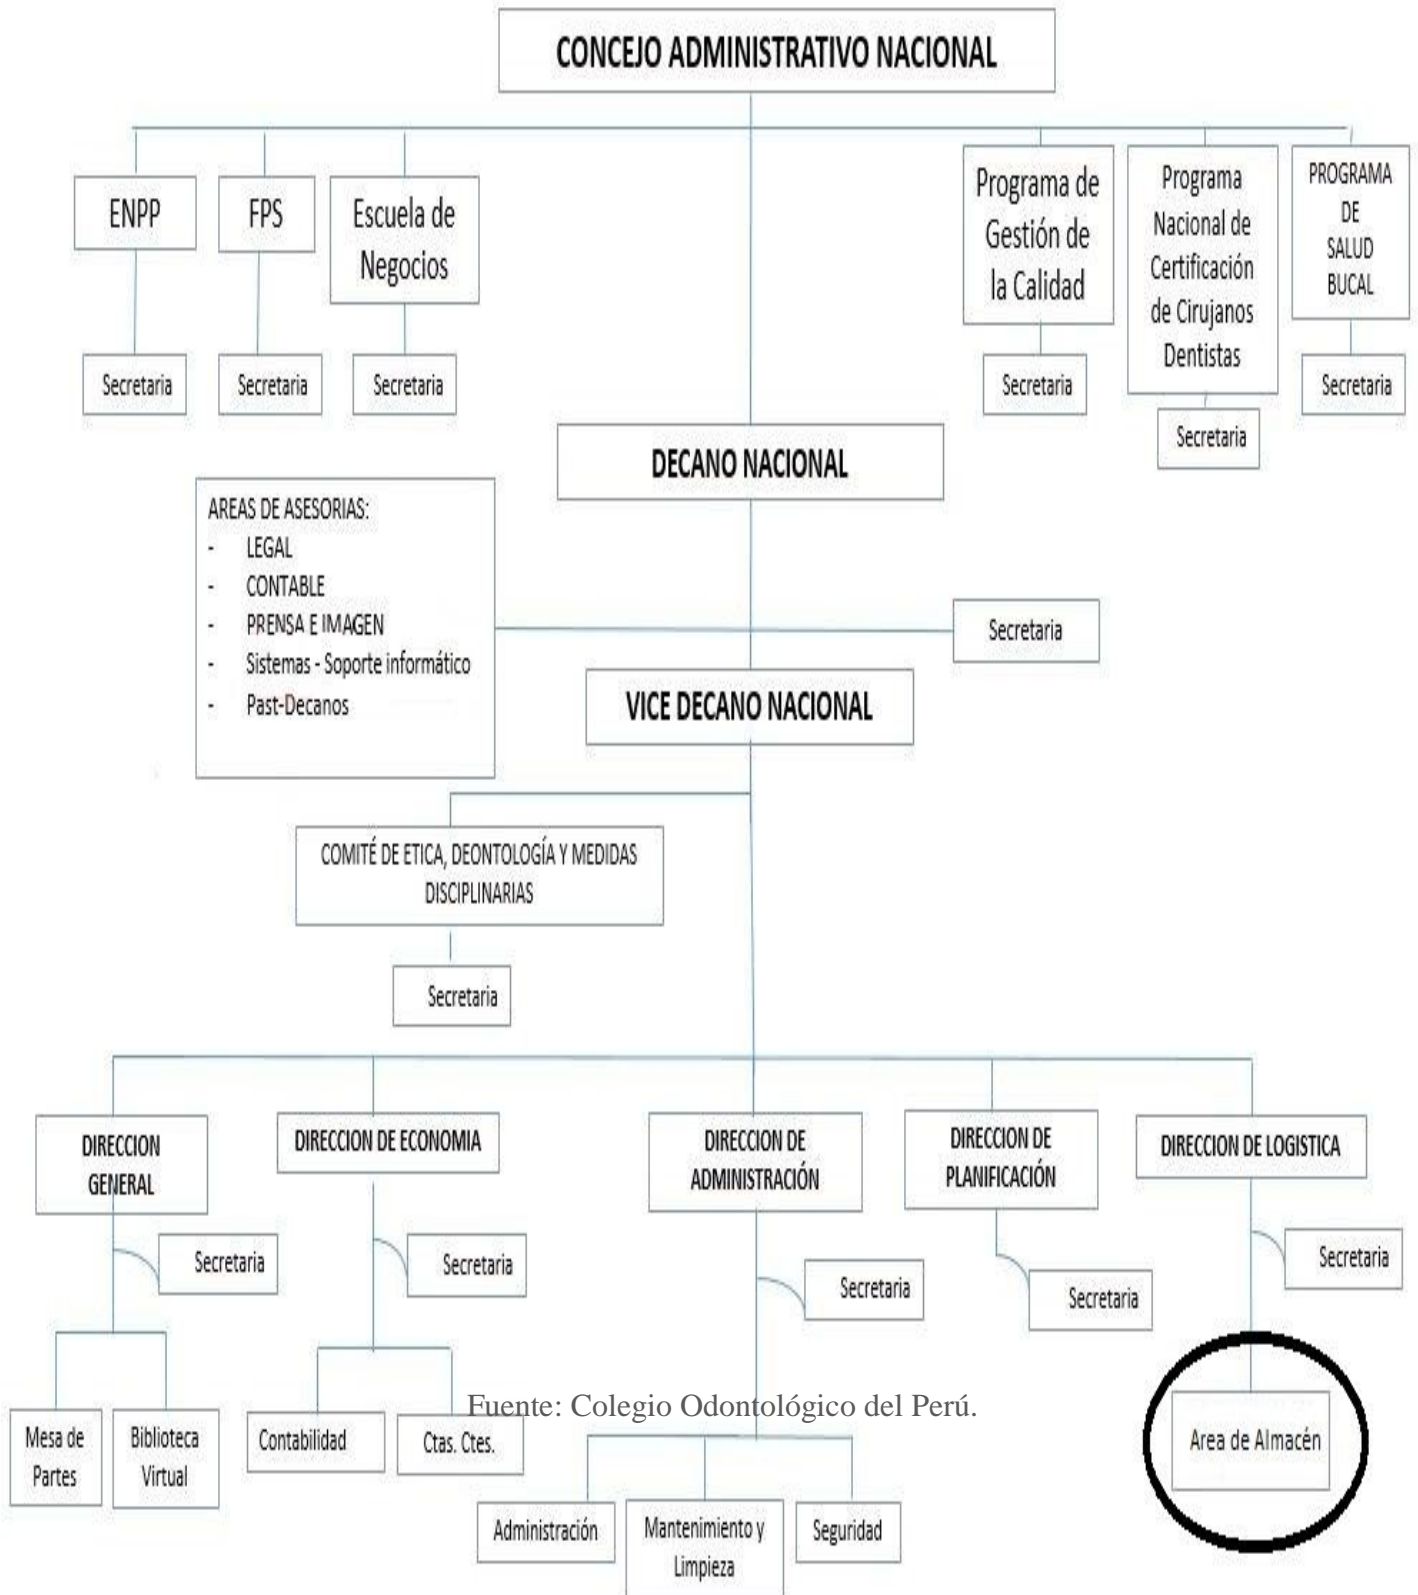 CONCEJO ADMINISTRATIVO NACIONAL
ENPP
FPS
Escuela de
Negocios
Programa de
Gestión de
la Calidad
Programa
Nacional de
Certificación
de Cirujanos
Dentistas
PROGRAMA
DE
SALUD
BUCAL
Secretaria
Secretaria
Secretaria
Secretaria
Secretaria
Secretaria
DECANO NACIONAL
AREAS DE ASESORIAS:
- LEGAL
- CONTABLE
- PRENSA E IMAGEN
- Sistemas - Soporte informático
- Past-Decanos
Secretaria
VICE DECANO NACIONAL
COMITÉ DE ETICA, DEONTOLOGÍA Y MEDIDAS
DISCIPLINARIAS
Secretaria
DIRECCION
GENERAL
DIRECCION DE ECONOMIA
DIRECCION DE
ADMINISTRACIÓN
DIRECCION DE
PLANIFICACIÓN
DIRECCION DE LOGISTICA
Secretaria
Secretaria
Secretaria
Secretaria
Secretaria
Mesa de
Partes
Biblioteca
Virtual
Contabilidad
Ctas. Ctes.
Fuente: Colegio Odontológico del Perú.
Area de Almacén
Administración
Mantenimiento y
Limpieza
Seguridad